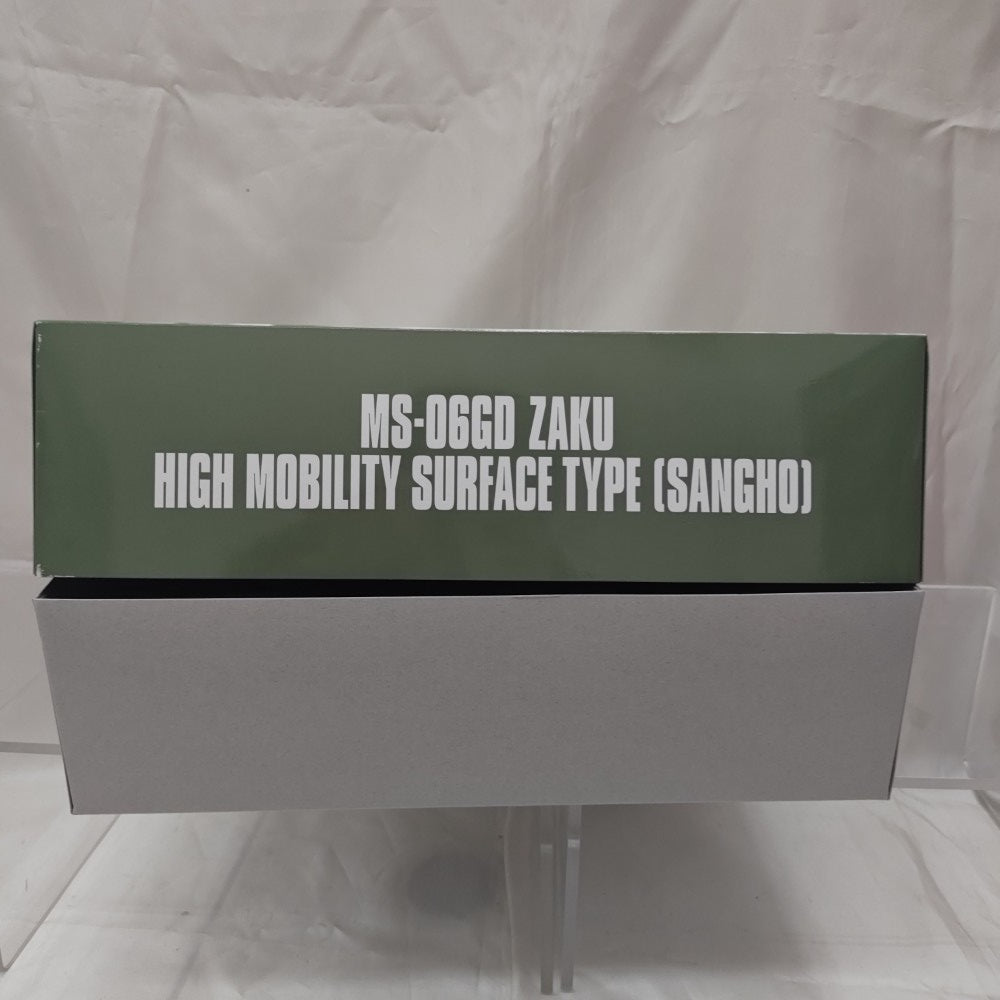 MS-06GD ZAKU
HIGH MOBILITY SURFACE TYPE (SANGHO)